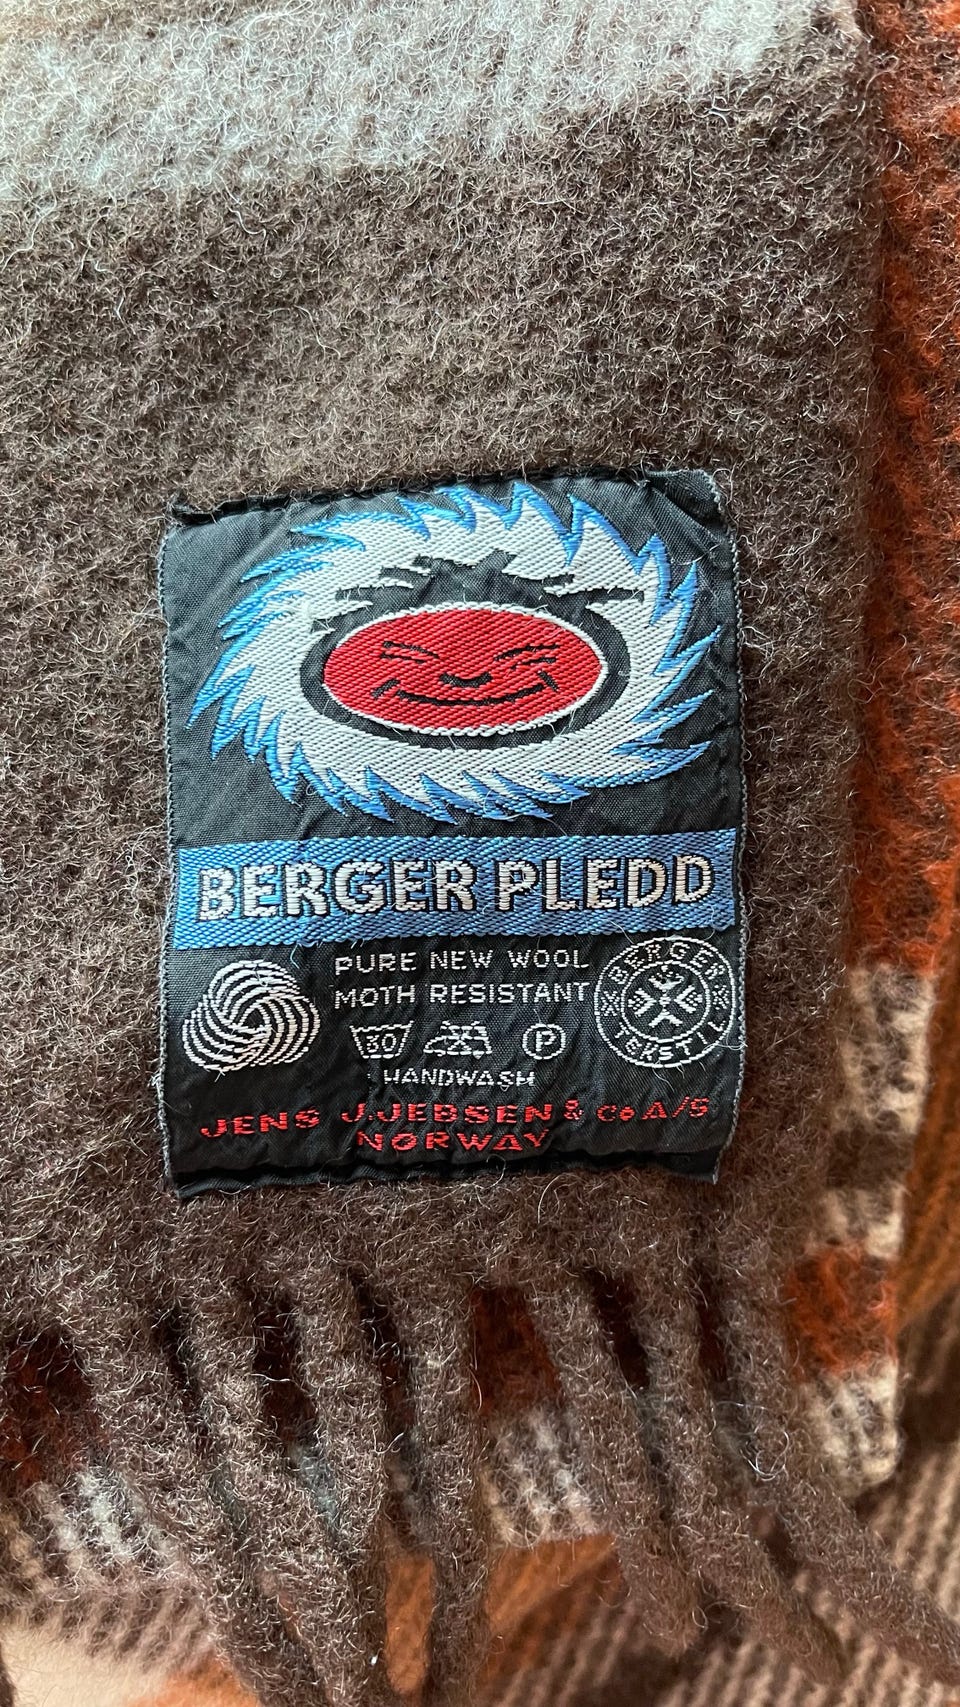 BERGER PLEDD
PURE NEW WOOL
MOTH RESISTANT
BERGER
TEKSTIL
30
P
HANDWASH
JENS J.JEBSEN & Co A/S
NORWAY